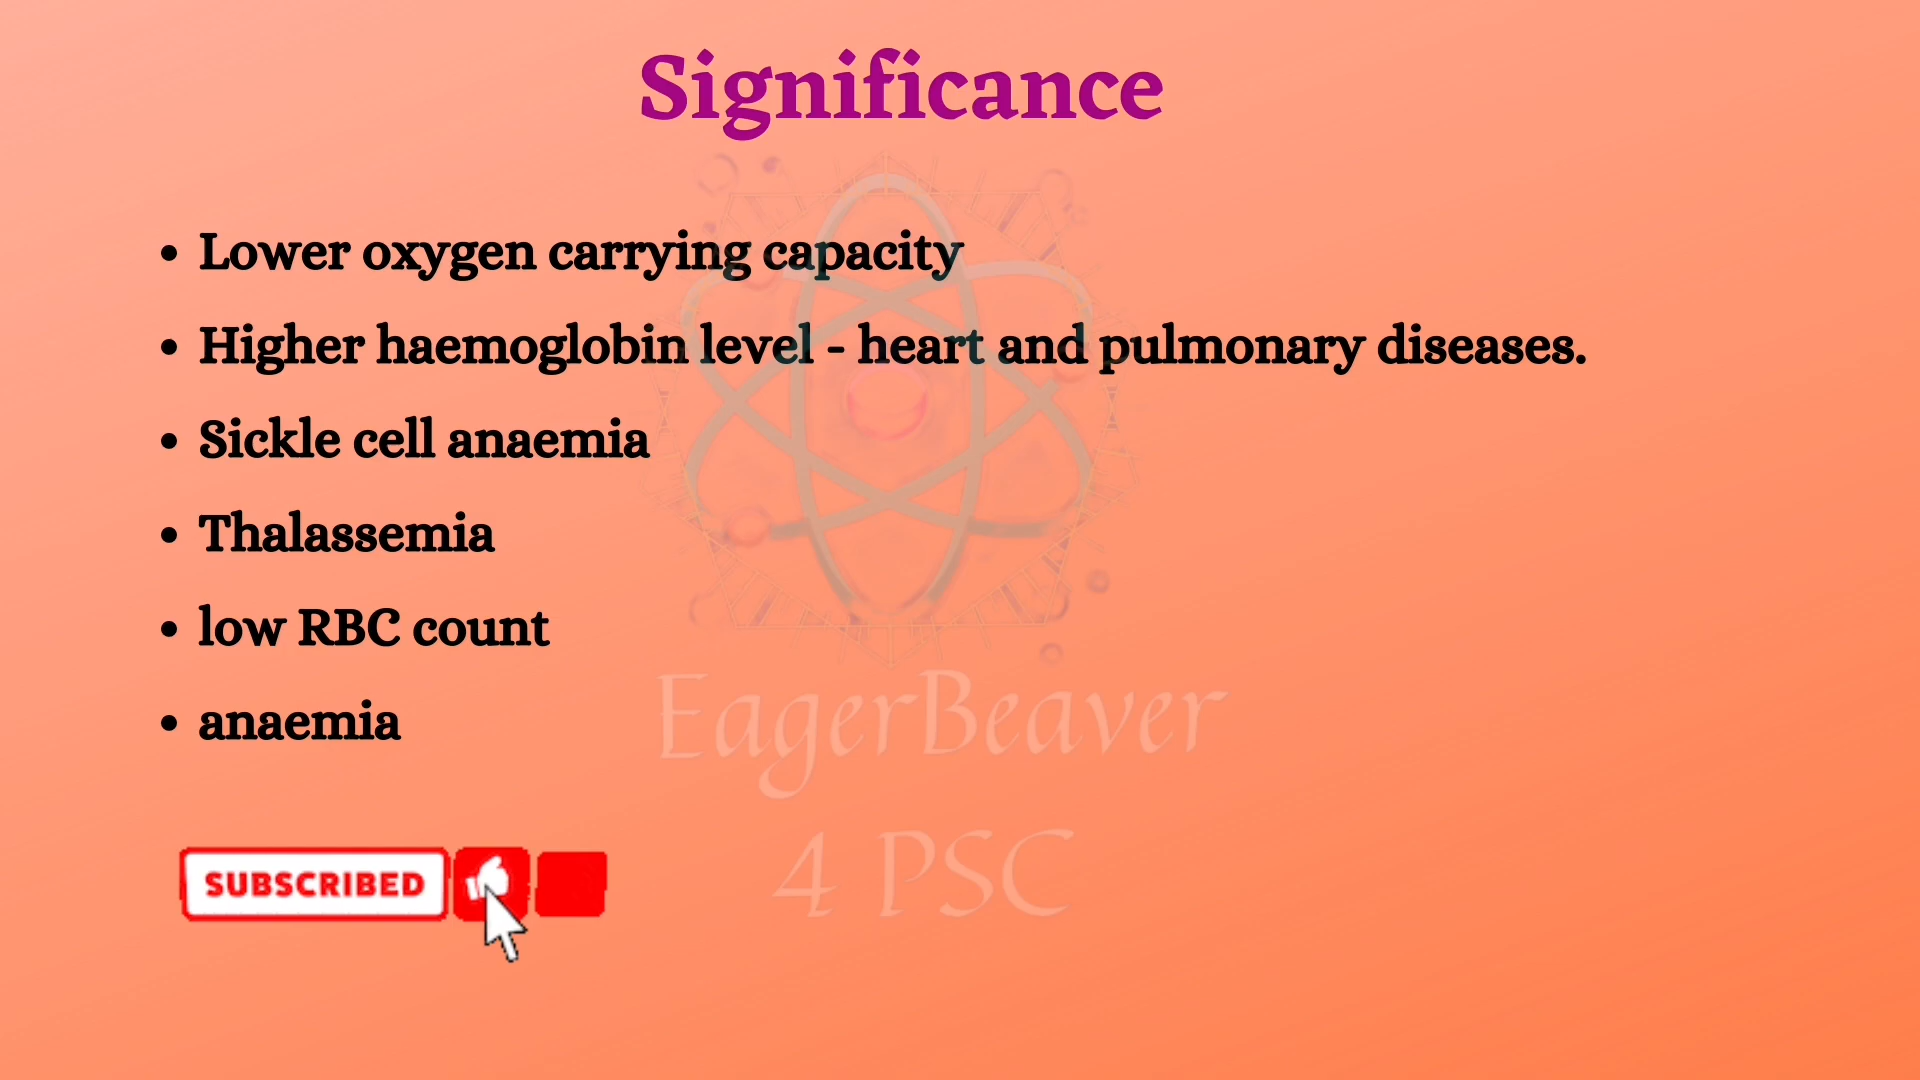 Significance
• Lower oxygen carrying capacity
• Higher haemoglobin level - heart and pulmonary diseases.
• Sickle cell anaemia
• Thalassemia
• low RBC count
• anaemia
EagerBeaver
4 PSC
SUBSCRIBED